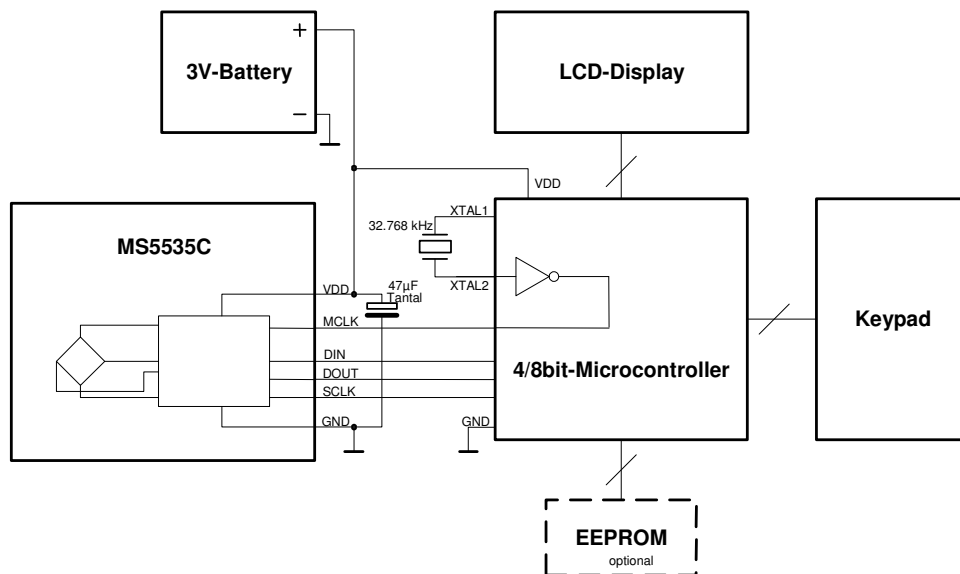 +
3V-Battery
−
LCD-Display
VDD
MS5535C
32.768 kHz
XTAL1
XTAL2
47µF
Tantal
VDD
MCLK
DIN
DOUT
SCLK
GND
4/8bit-Microcontroller
GND
Keypad
EEPROM
optional